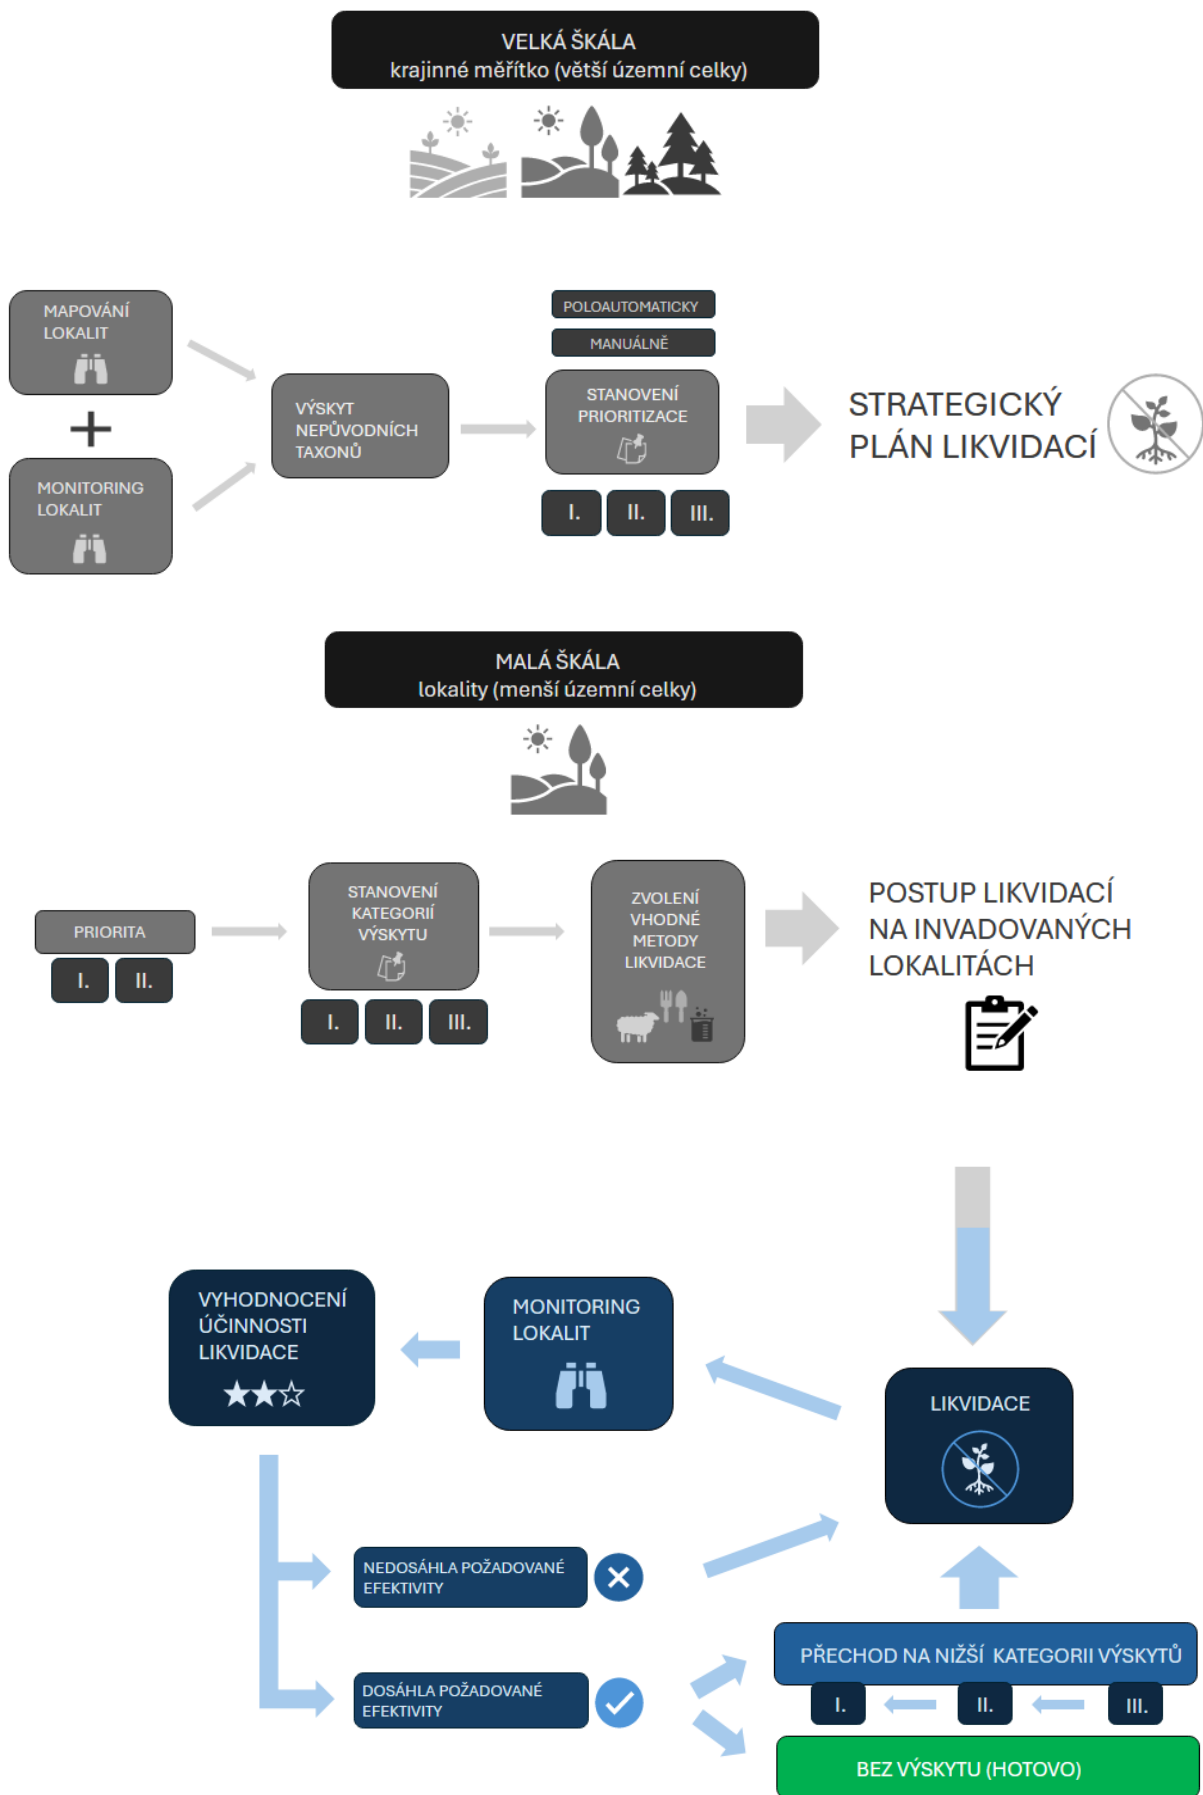 VELKÁ ŠKÁLA
krajinné měřítko (větší územní celky)
MAPOVÁNÍ
LOKALIT
MONITORING
LOKALIT
VÝSKYT
NEPŮVODNÍCH
TAXONŮ
POLOAUTOMATICKY
MANUÁLNĚ
STANOVENÍ
PRIORITIZACE
I.
II.
III.
STRATEGICKÝ
PLÁN LIKVIDACÍ
MALÁ ŠKÁLA
lokality (menší územní celky)
PRIORITA
I.
II.
STANOVENÍ
KATEGORIÍ
VÝSKYTU
I.
II.
III.
ZVOLENÍ
VHODNÉ
METODY
LIKVIDACE
POSTUP LIKVIDACÍ
NA INVADOVANÝCH
LOKALITÁCH
VYHODNOCENÍ
ÚČINNOSTI
LIKVIDACE
MONITORING
LOKALIT
LIKVIDACE
NEDOSÁHLA POŽADOVANÉ
EFEKTIVITY
DOSÁHLA POŽADOVANÉ
EFEKTIVITY
PŘECHOD NA NIŽŠÍ KATEGORII VÝSKYTŮ
I.
II.
III.
BEZ VÝSKYTU (HOTOVO)